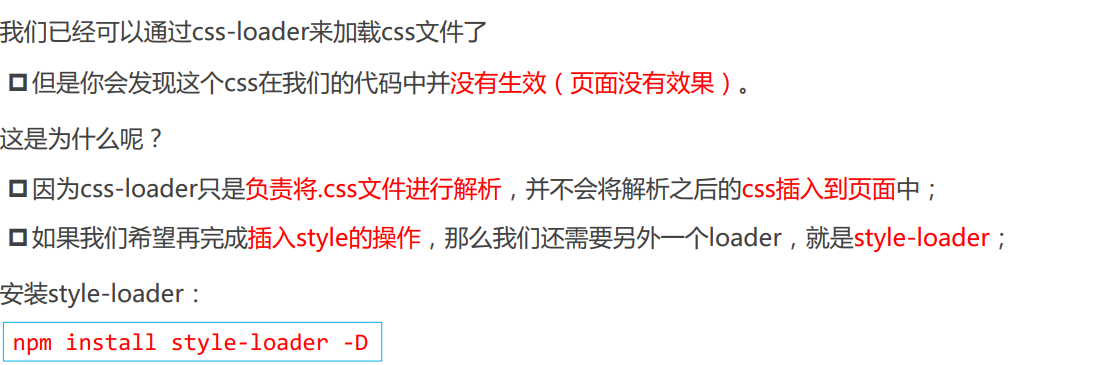 我们已经可以通过css-loader来加载css文件了
但是你会发现这个css在我们的代码中并没有生效（页面没有效果）。
这是为什么呢？
因为css-loader只是负责将.css文件进行解析，并不会将解析之后的css插入到页面中；
如果我们希望再完成插入style的操作，那么我们还需要另外一个loader，就是style-loader；
安装style-loader：
npm install style-loader -D